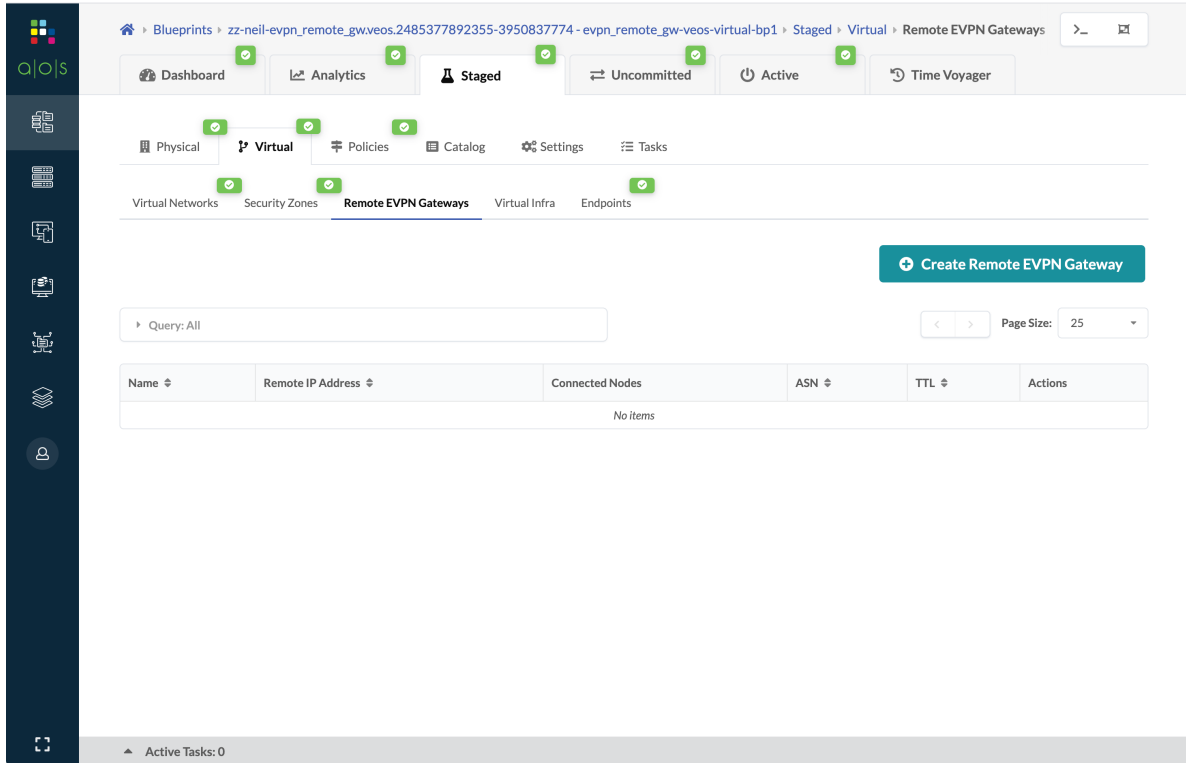 a|o|s
Blueprints zz-neil-evpn_remote_gw.veos.2485377892355-3950837774 - evpn_remote_gw-veos-virtual-bp1 Staged Virtual Remote EVPN Gateways >_
Dashboard Analytics Staged Uncommitted Active Time Voyager
Physical Virtual Policies Catalog Settings Tasks
Virtual Networks Security Zones Remote EVPN Gateways Virtual Infra Endpoints
Create Remote EVPN Gateway
Query: All Page Size: 25
Name Remote IP Address Connected Nodes ASN TTL Actions
No items
Active Tasks: 0